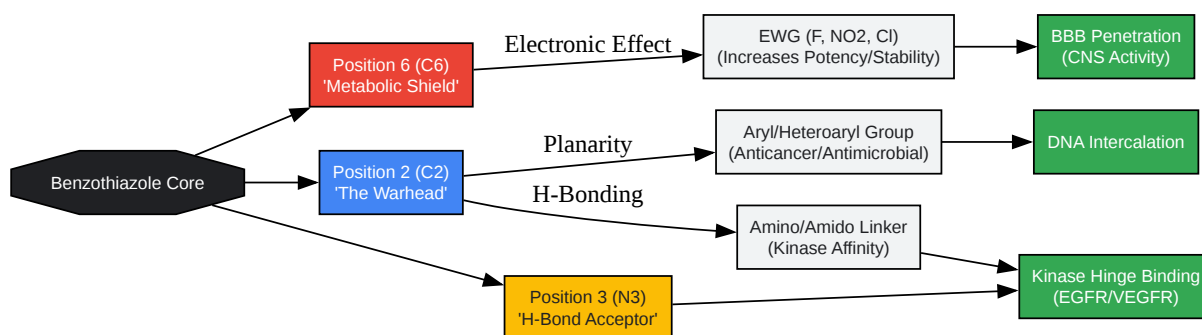 Benzothiazole Core
Position 6 (C6)
'Metabolic Shield'
Position 2 (C2)
'The Warhead'
Position 3 (N3)
'H-Bond Acceptor'
Electronic Effect
Planarity
H-Bonding
EWG (F, NO2, Cl)
(Increases Potency/Stability)
Aryl/Heteroaryl Group
(Anticancer/Antimicrobial)
Amino/Amido Linker
(Kinase Affinity)
BBB Penetration
(CNS Activity)
DNA Intercalation
Kinase Hinge Binding
(EGFR/VEGFR)